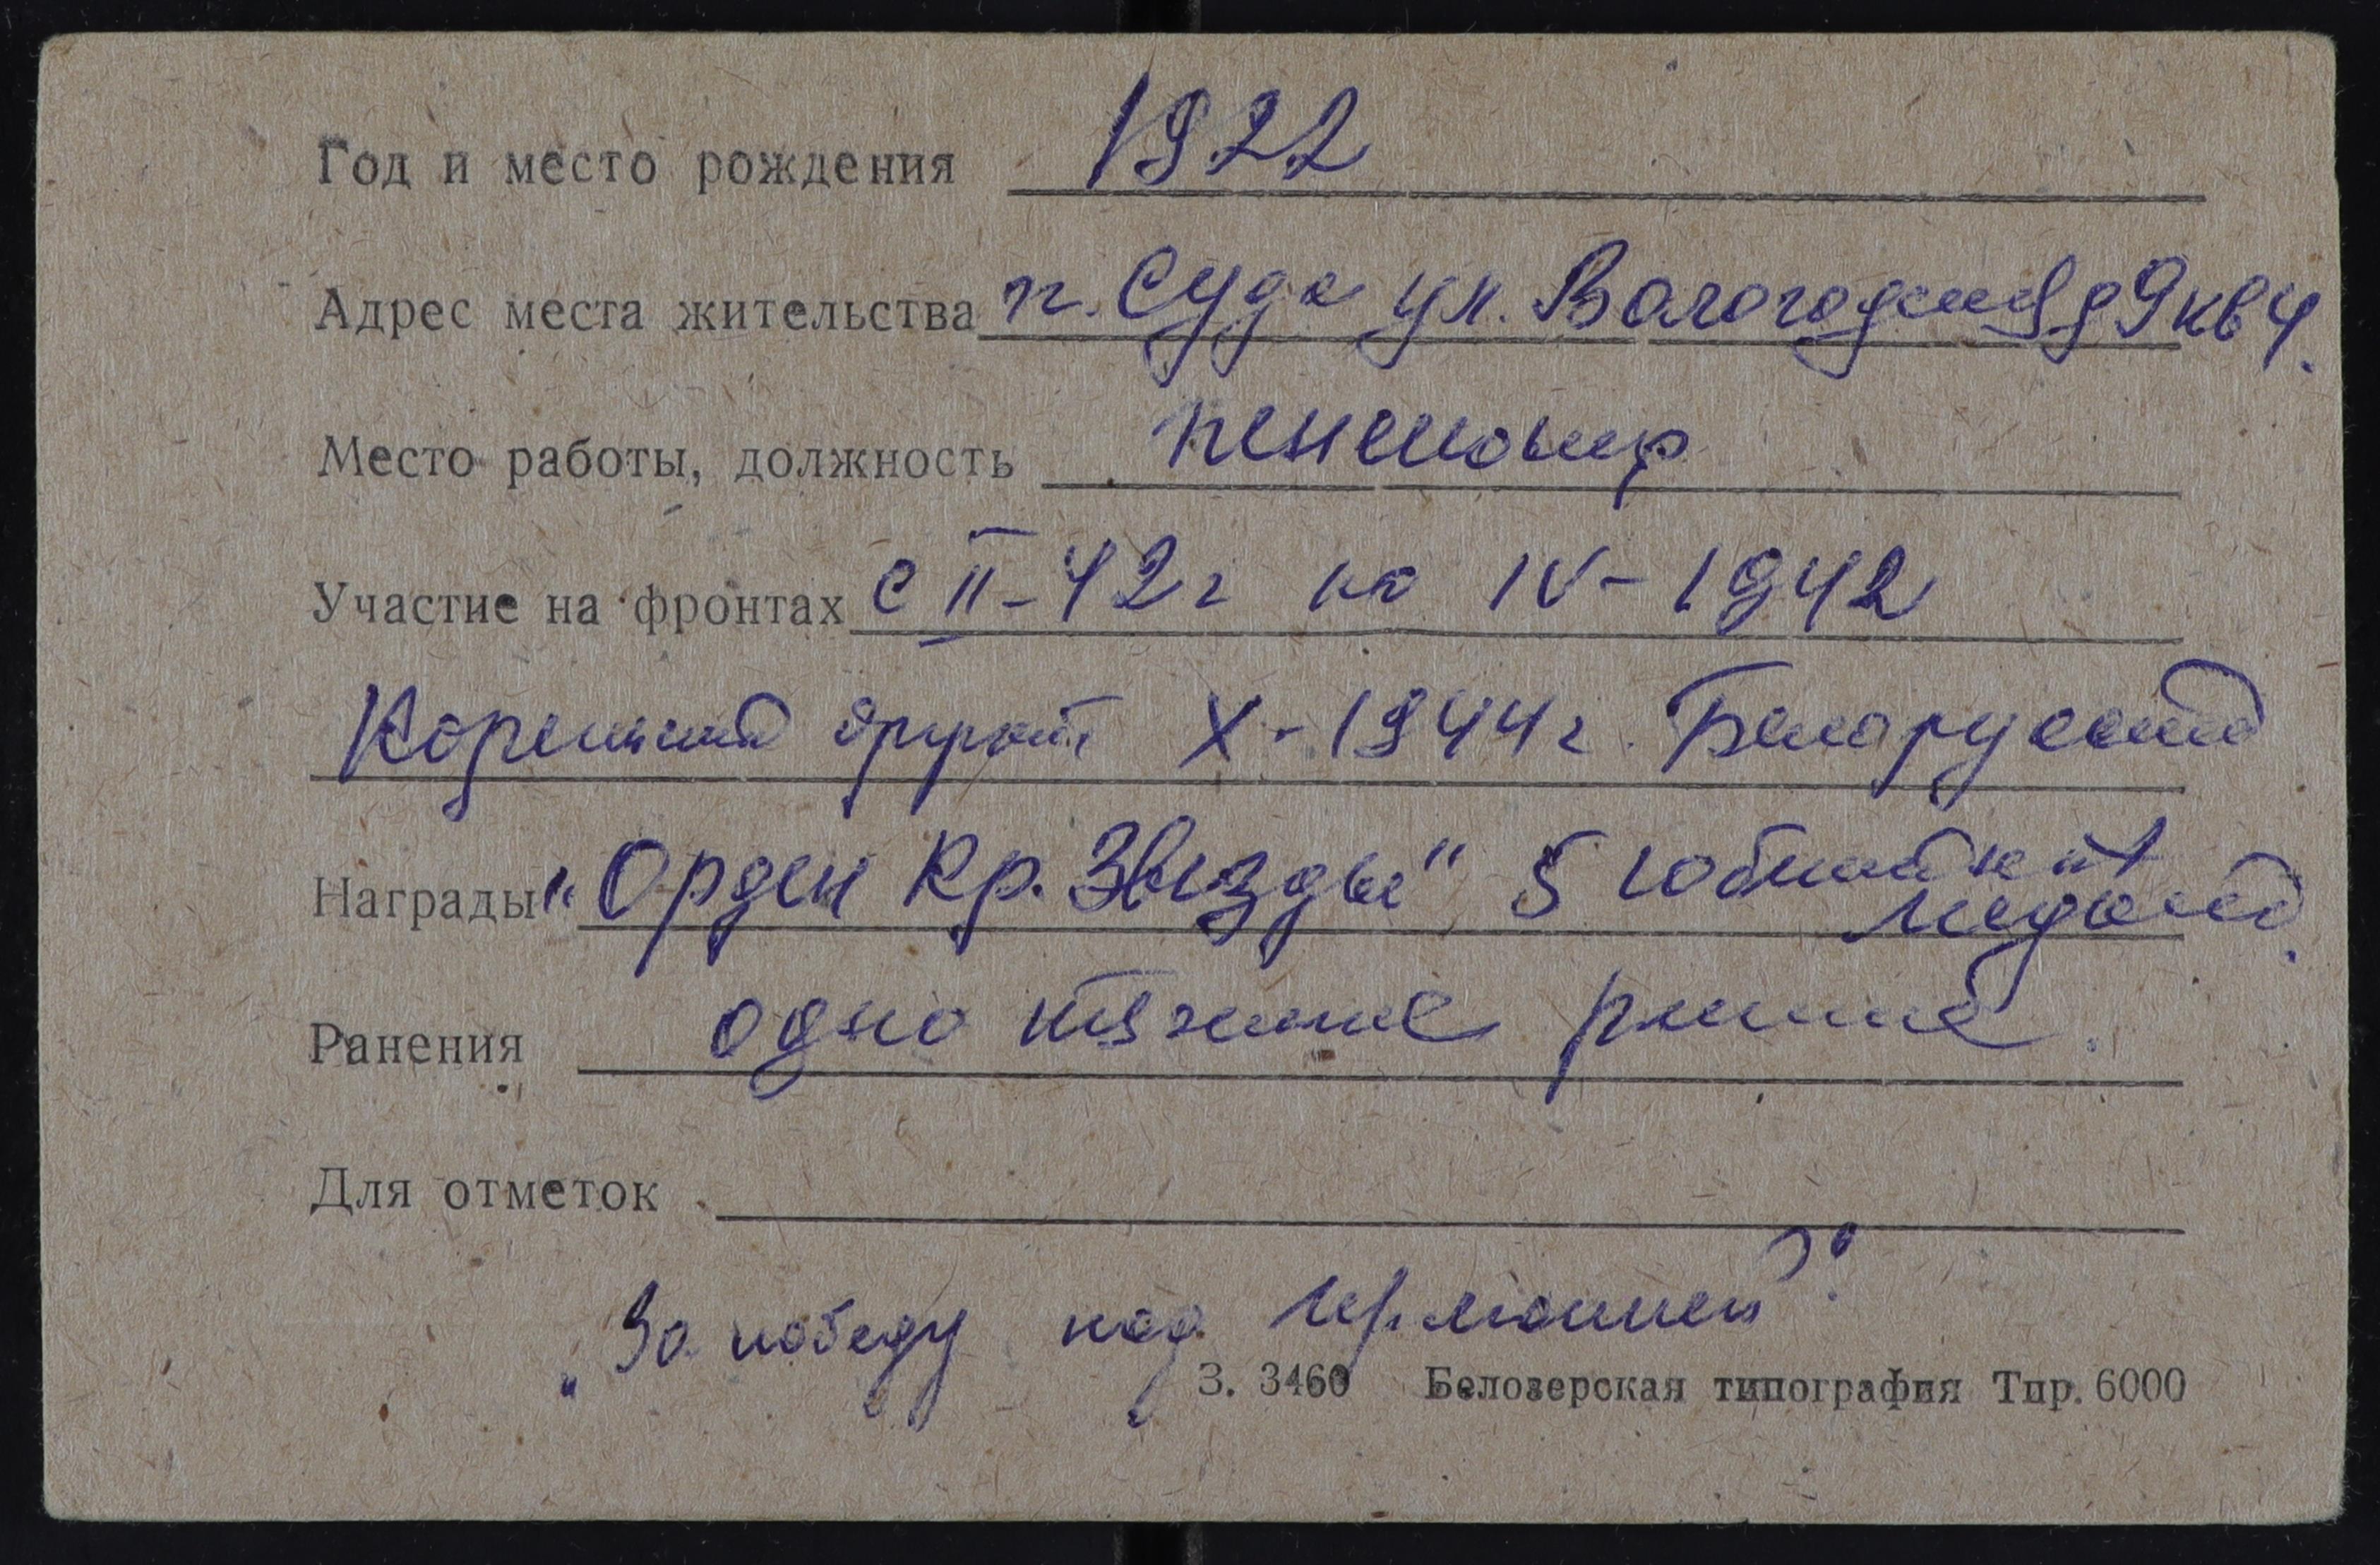 Год и место рождения 1922
Адрес места жительства п. Суда ул. Вологодская д 9 кв 4.
Место работы, должность пенсионер
Участие на фронтах с II-42г по IV-1942
Карельский фронт X-1944г. Белорусский
Награды "Орден Кр. Звезды" 5 юбилейных
медалей.
Ранения одно тяжелое ранение.
Для отметок
"За победу над Германией".
З. 3460 Белозерская типография Тир. 6000